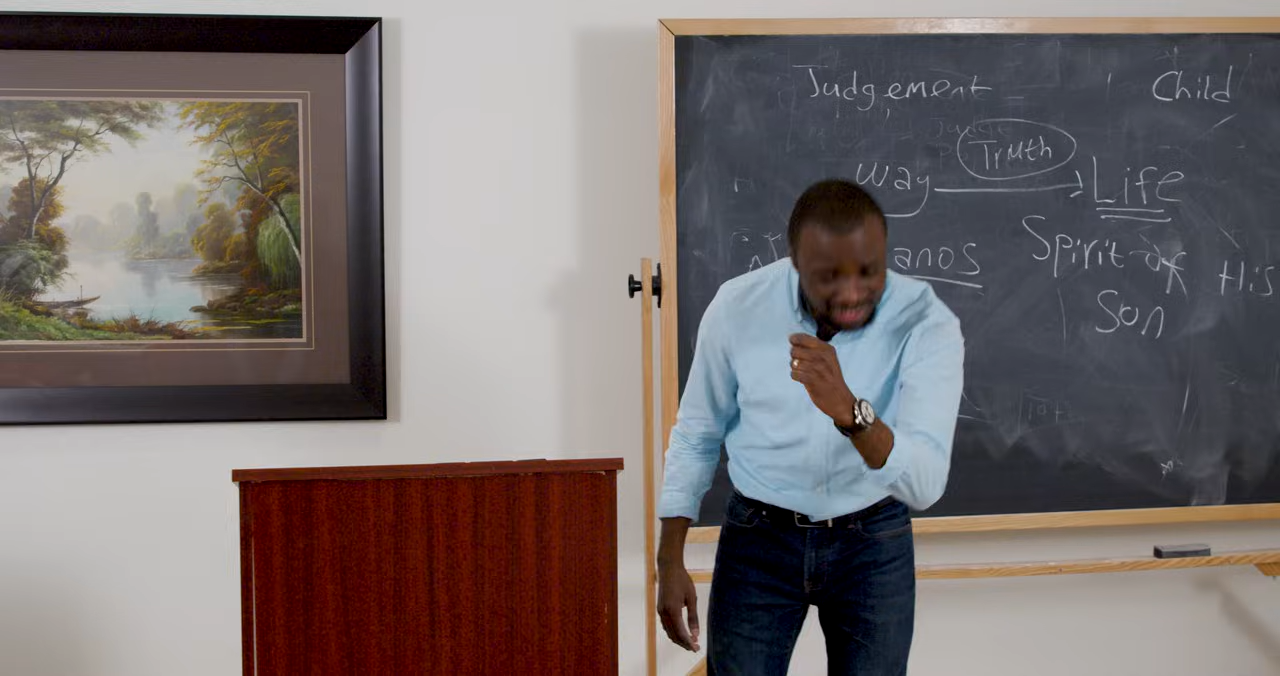 Judgement Child
Truth
Way Life
anos Spirit of His
Son